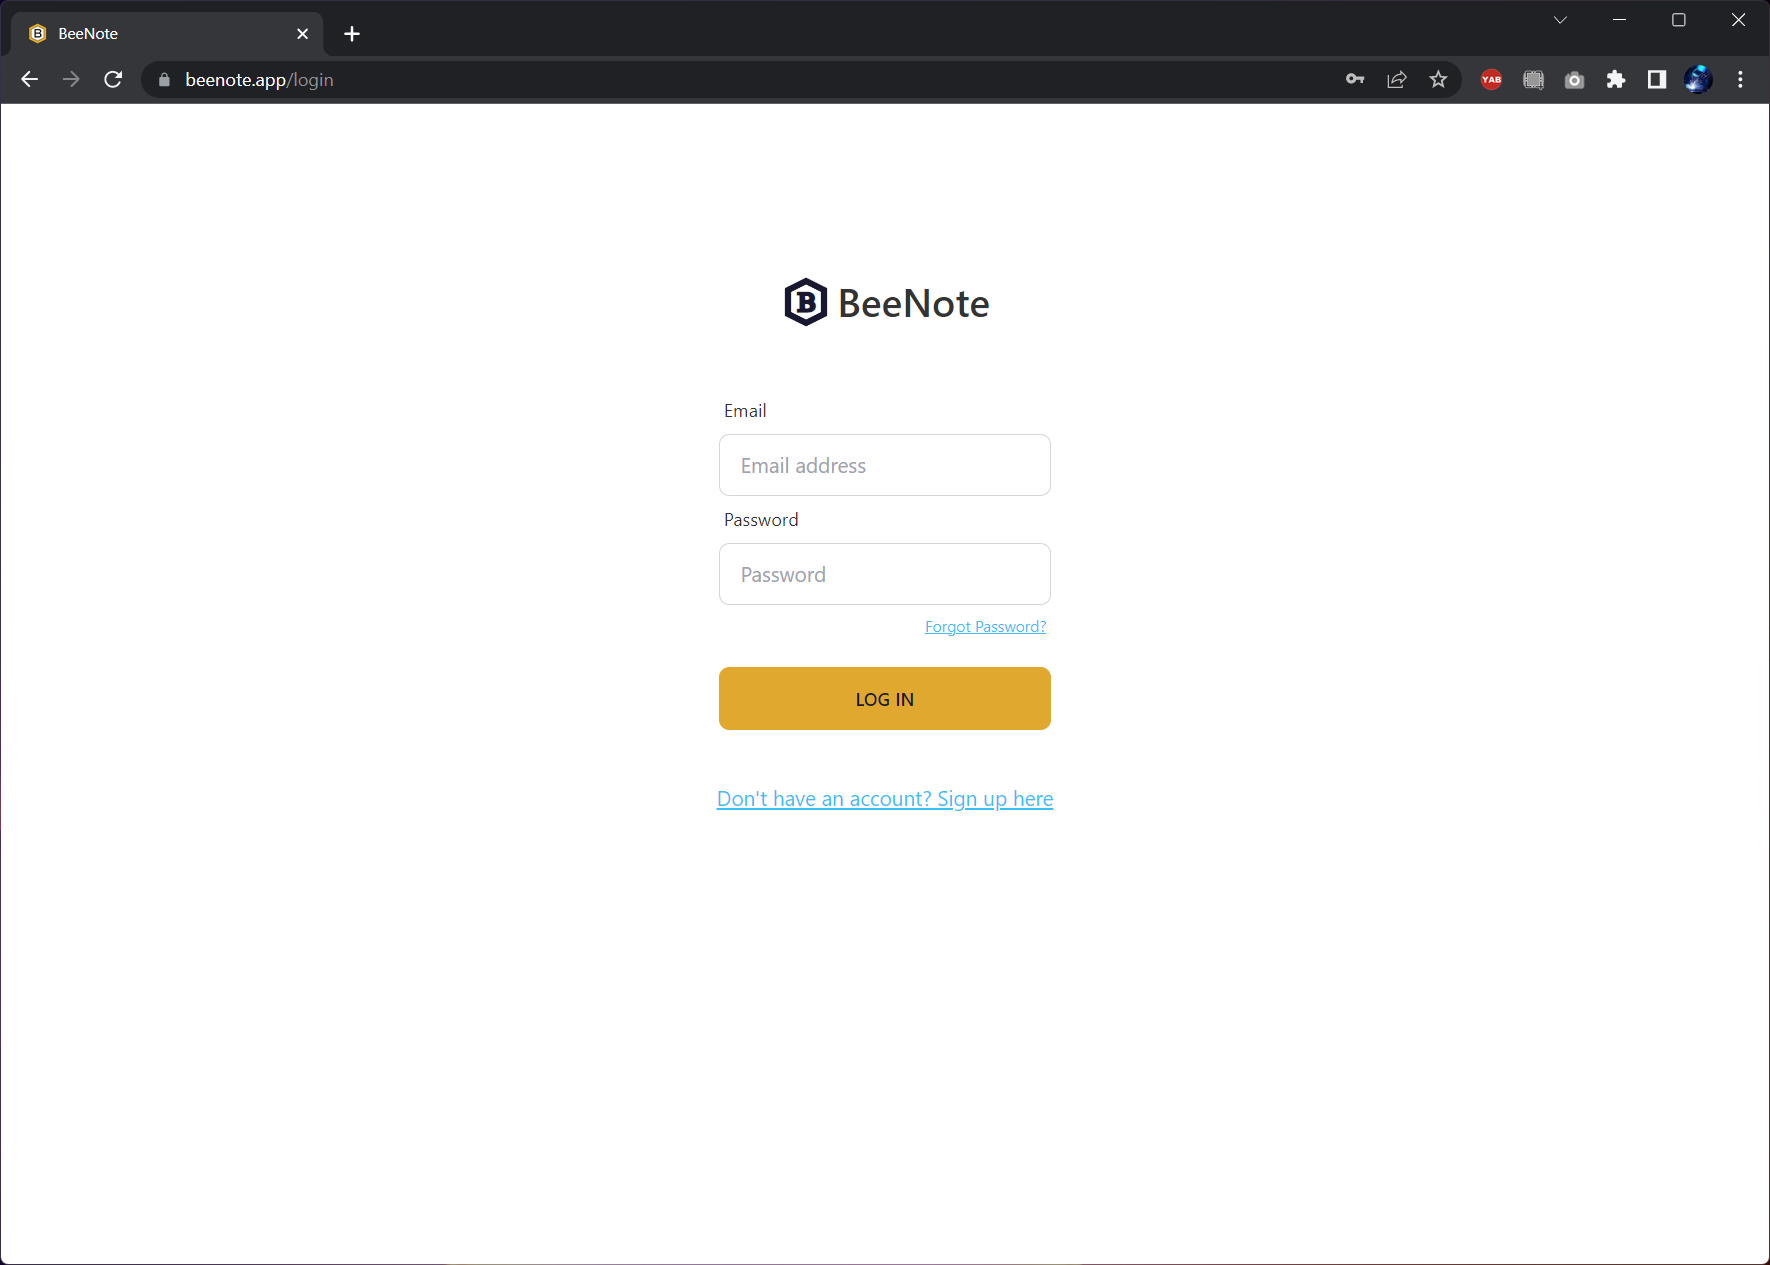 BeeNote
beenote.app/login
YAB
B BeeNote
Email
Email address
Password
Password
Forgot Password?
LOG IN
Don't have an account? Sign up here